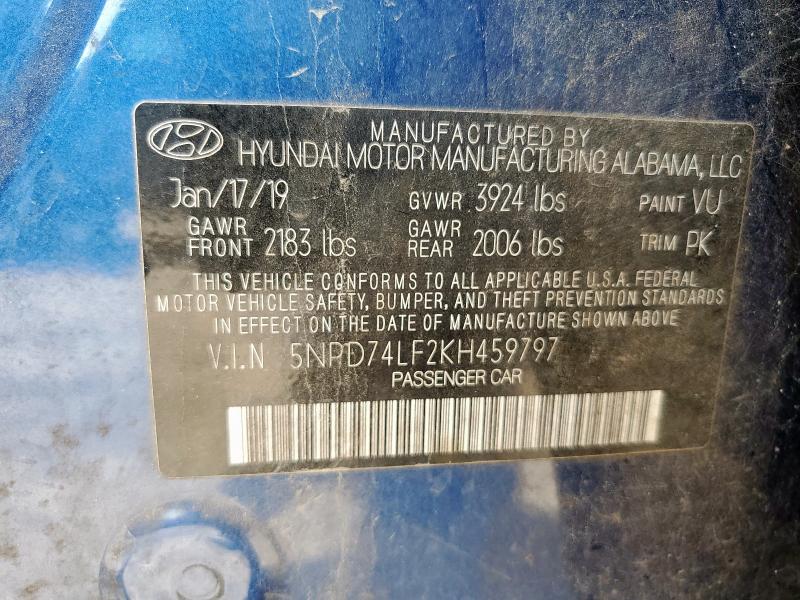 MANUFACTURED BY
HYUNDAI MOTOR MANUFACTURING ALABAMA, LLC
Jan/17/19 GVWR 3924 lbs PAINT VU
GAWR FRONT 2183 lbs GAWR REAR 2006 lbs TRIM PK
THIS VEHICLE CONFORMS TO ALL APPLICABLE U.S.A. FEDERAL
MOTOR VEHICLE SAFETY, BUMPER, AND THEFT PREVENTION STANDARDS
IN EFFECT ON THE DATE OF MANUFACTURE SHOWN ABOVE
V.I.N 5NPD74LF2KH459797
PASSENGER CAR